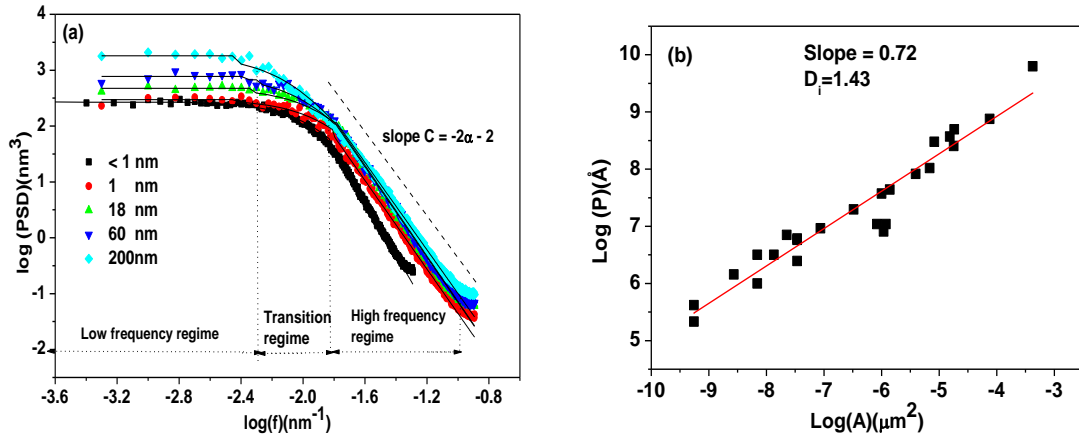 (a)
log (PSD)(nm³)
4
3
2
1
0
-1
-2
slope C = -2α - 2
< 1 nm
1 nm
18 nm
60 nm
200nm
Low frequency regime
Transition regime
High frequency regime
-3.6 -3.2 -2.8 -2.4 -2.0 -1.6 -1.2 -0.8
log(f)(nm⁻¹)
(b)
Slope = 0.72
Dᵢ=1.43
Log (P)(Å)
10
9
8
7
6
5
-10 -9 -8 -7 -6 -5 -4 -3
Log(A)(μm²)